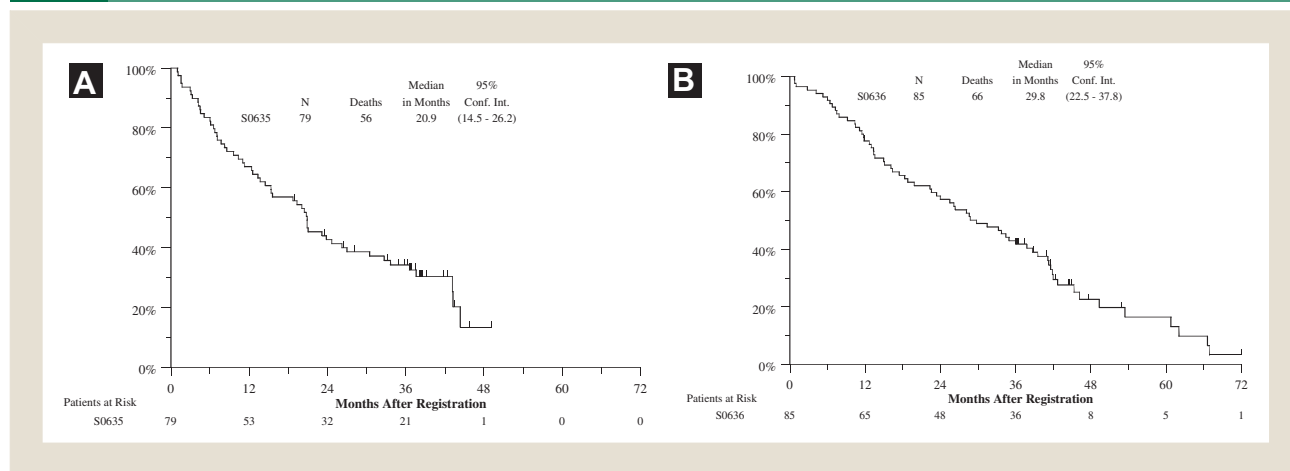 A
Median 95%
N Deaths in Months Conf. Int.
S0635 79 56 20.9 (14.5 - 26.2)
100%
80%
60%
40%
20%
0%
0 12 24 36 48 60 72
Months After Registration
Patients at Risk
S0635 79 53 32 21 1 0 0
B
Median 95%
N Deaths in Months Conf. Int.
S0636 85 66 29.8 (22.5 - 37.8)
100%
80%
60%
40%
20%
0%
0 12 24 36 48 60 72
Months After Registration
Patients at Risk
S0636 85 65 48 36 8 5 1